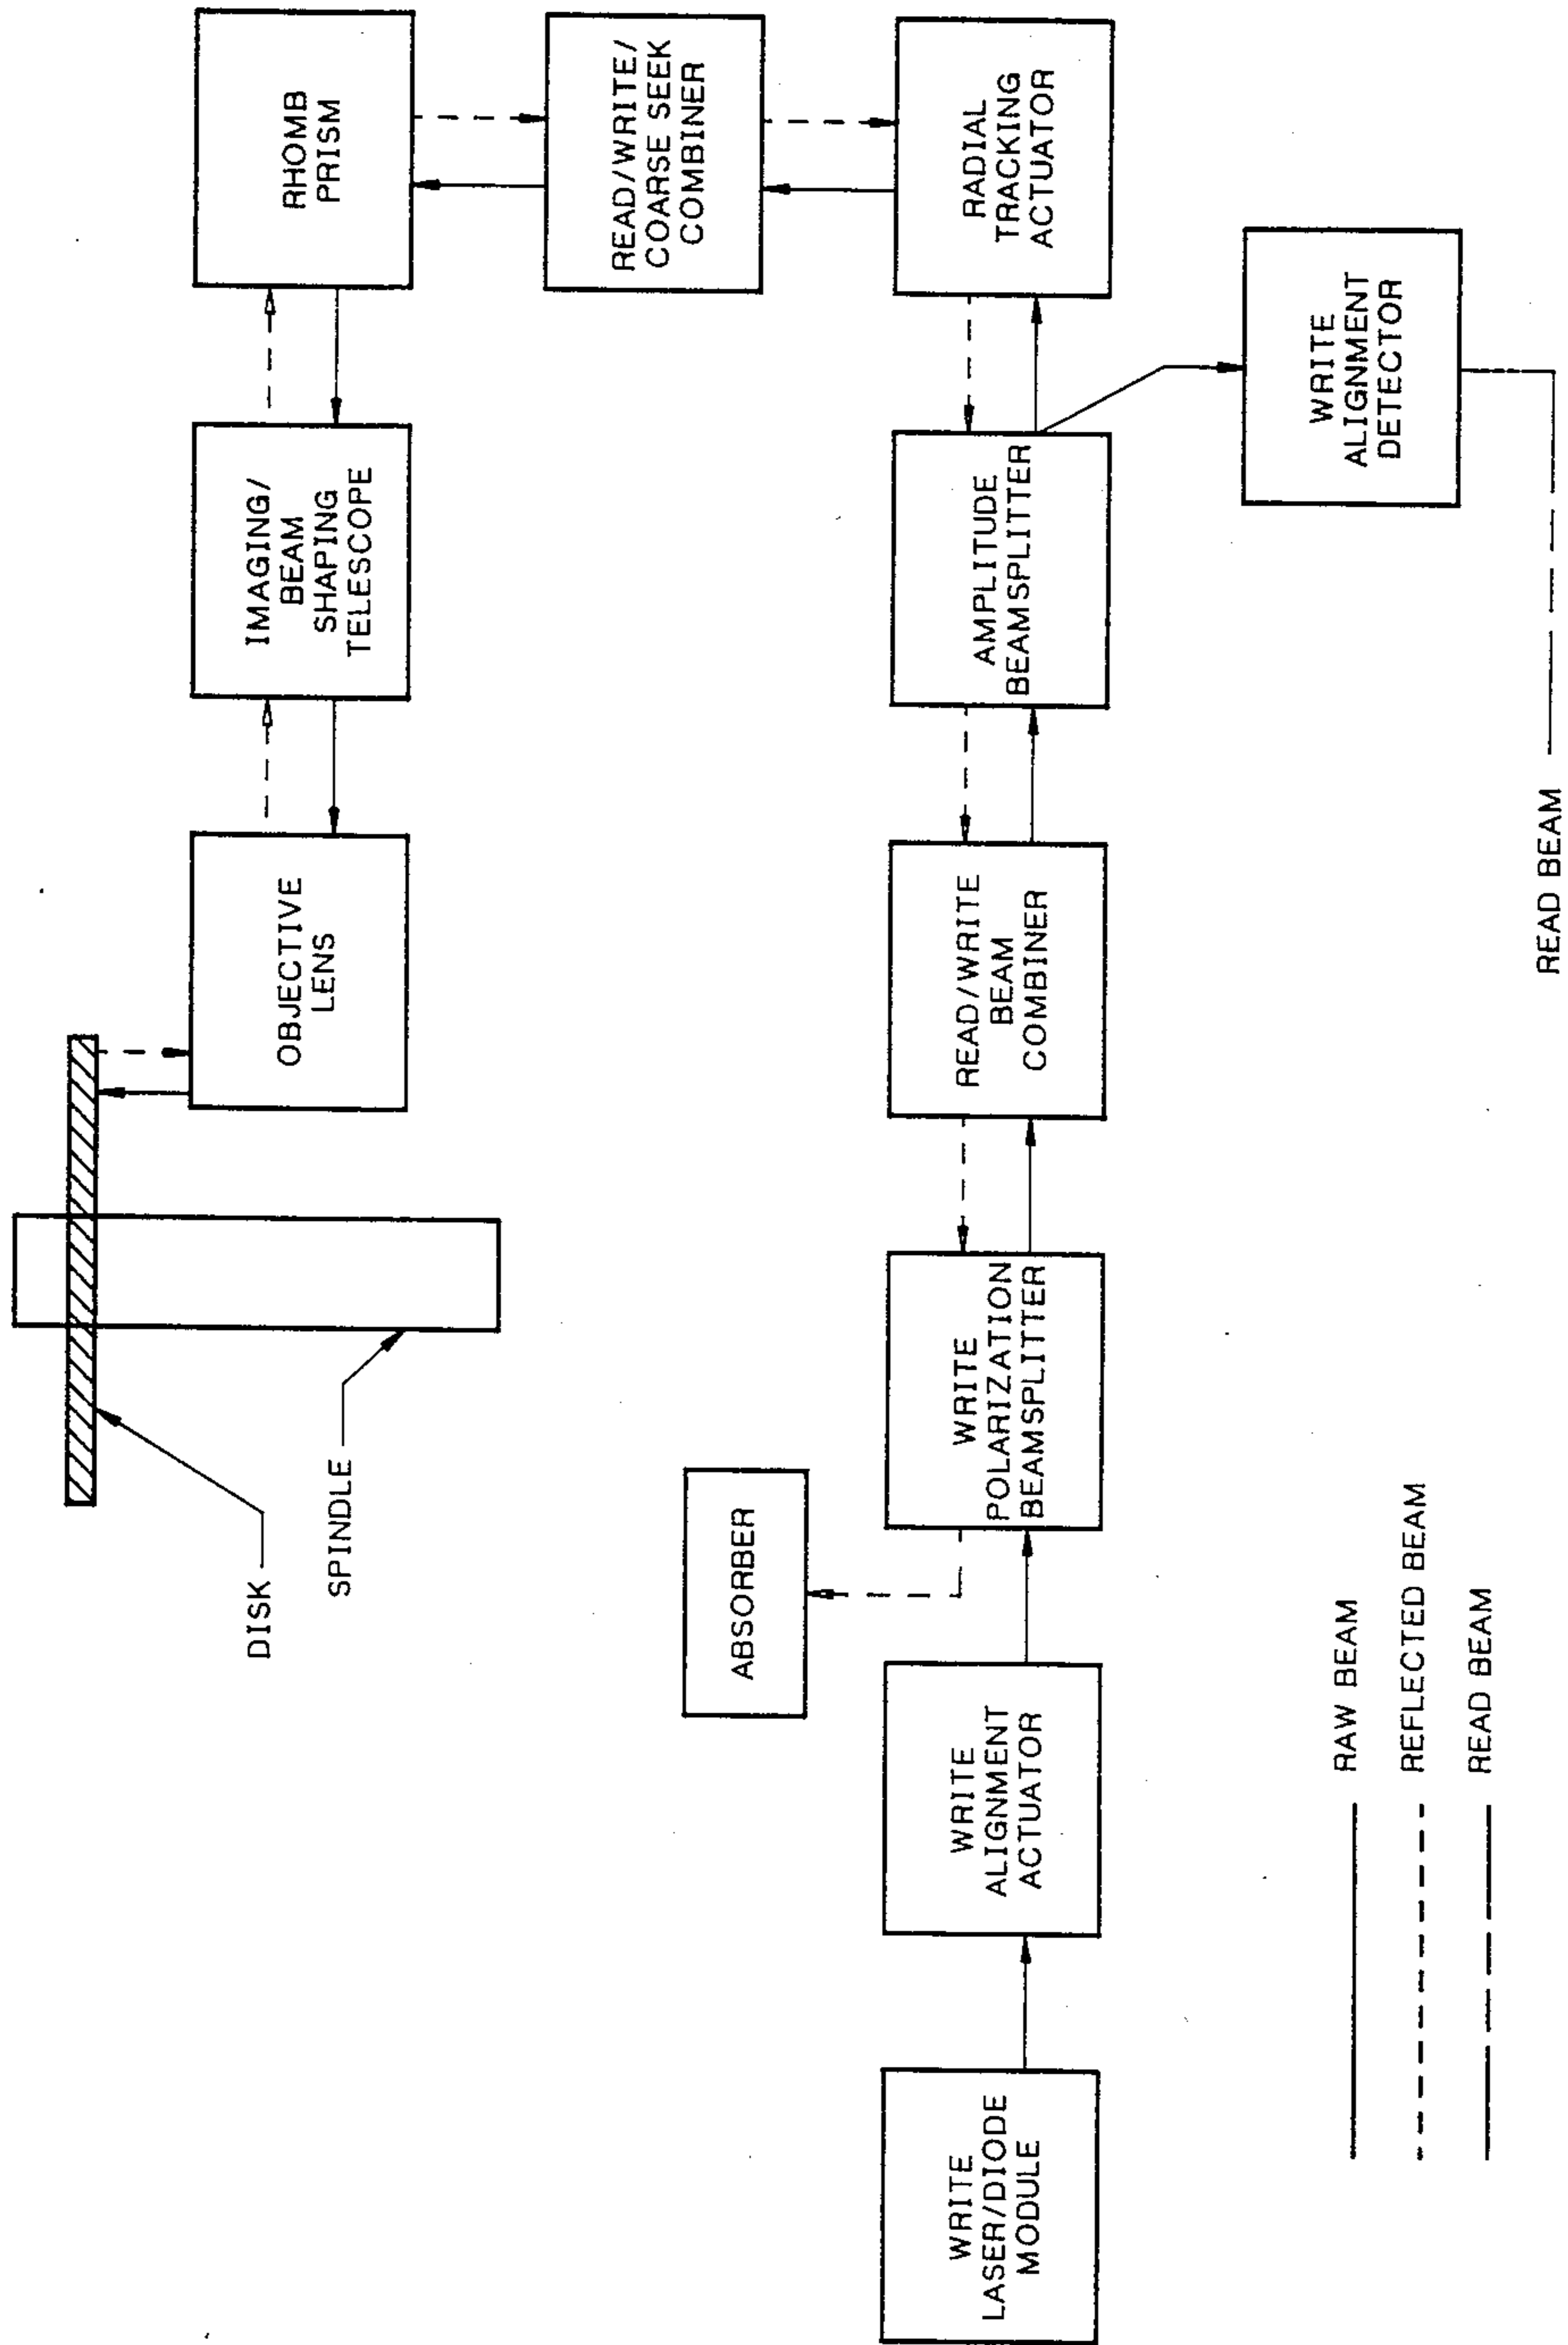 DISK
SPINDLE
OBJECTIVE
LENS
IMAGING/
BEAM
SHAPING
TELESCOPE
RHOMB
PRISM
READ/WRITE/
COARSE SEEK
COMBINER
RADIAL
TRACKING
ACTUATOR
ABSORBER
WRITE
LASER/DIODE
MODULE
WRITE
ALIGNMENT
ACTUATOR
WRITE
POLARIZATION
BEAMSPLITTER
READ/WRITE
BEAM
COMBINER
AMPLITUDE
BEAMSPLITTER
WRITE
ALIGNMENT
DETECTOR
RAW BEAM
REFLECTED BEAM
READ BEAM
READ BEAM